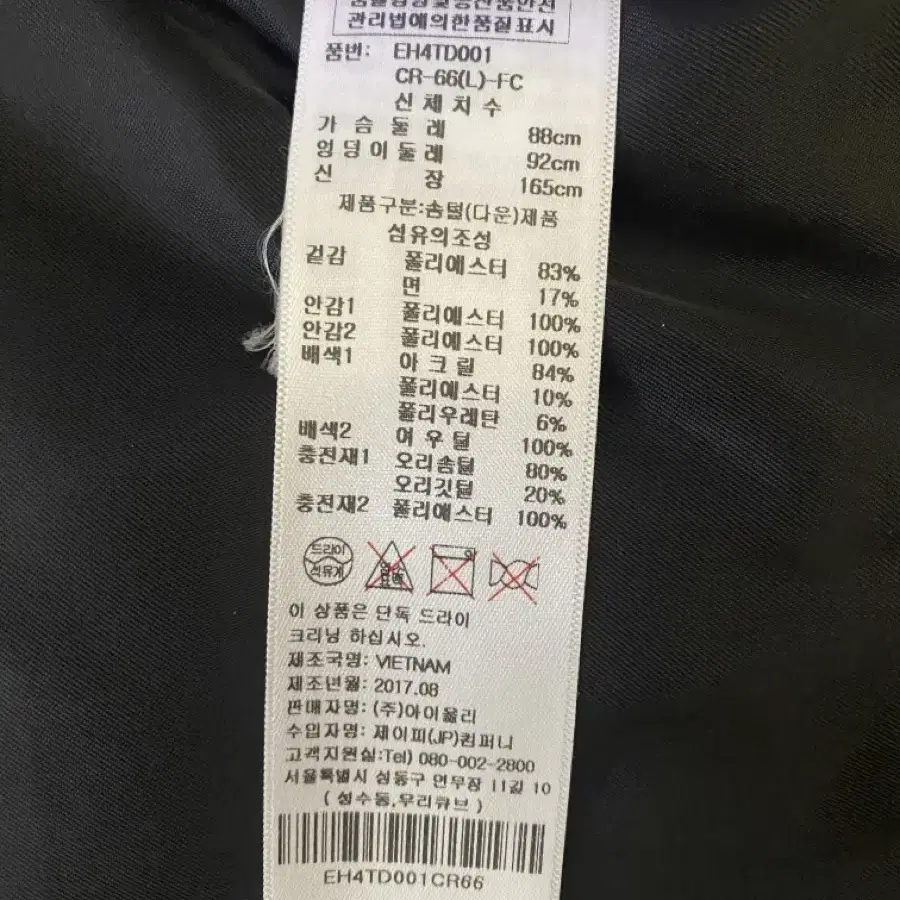 관리법에의한품질표시
품번: EH4TD001
CR-66(L)-FC
신체치수
가슴둘레 88cm
엉덩이둘레 92cm
신장 165cm
제품구분:솜털(다운)제품
섬유의조성
겉감 폴리에스터 83%
면 17%
안감1 폴리에스터 100%
안감2 폴리에스터 100%
배색1 아크릴 84%
폴리에스터 10%
폴리우레탄 6%
배색2 여우털 100%
충전재1 오리솜털 80%
오리깃털 20%
충전재2 폴리에스터 100%
드라이
석유계
염소
표백
이 상품은 단독 드라이
크리닝 하십시오.
제조국명: VIETNAM
제조년월: 2017.08
판매자명: (주)아이올리
수입자명: 제이피(JP)컴퍼니
고객지원실:Tel) 080-002-2800
서울특별시 성동구 연무장 11길 10
(성수동,우리큐브)
EH4TD001CR66